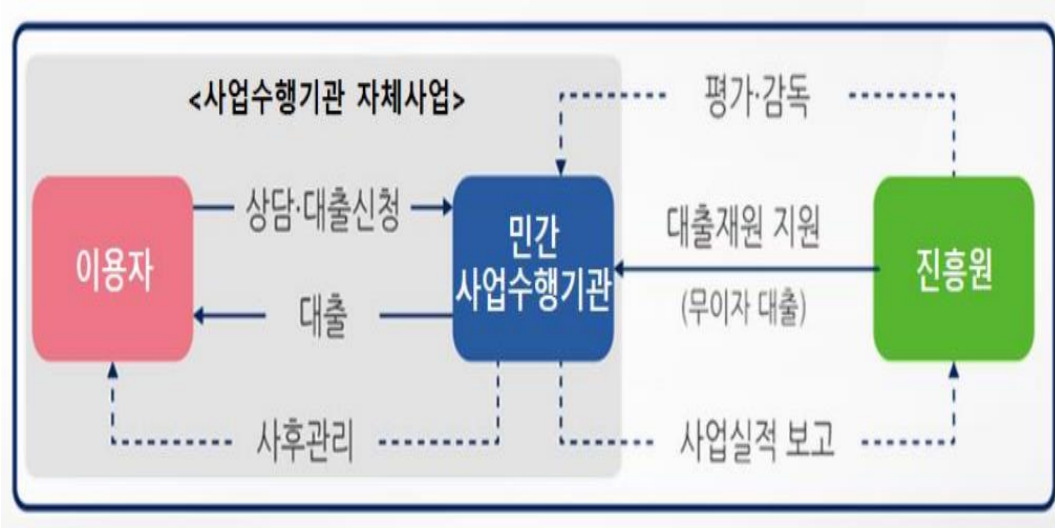 <사업수행기관 자체사업>
평가·감독
이용자
상담·대출신청
대출
사후관리
민간
사업수행기관
대출재원 지원
(무이자 대출)
사업실적 보고
진흥원